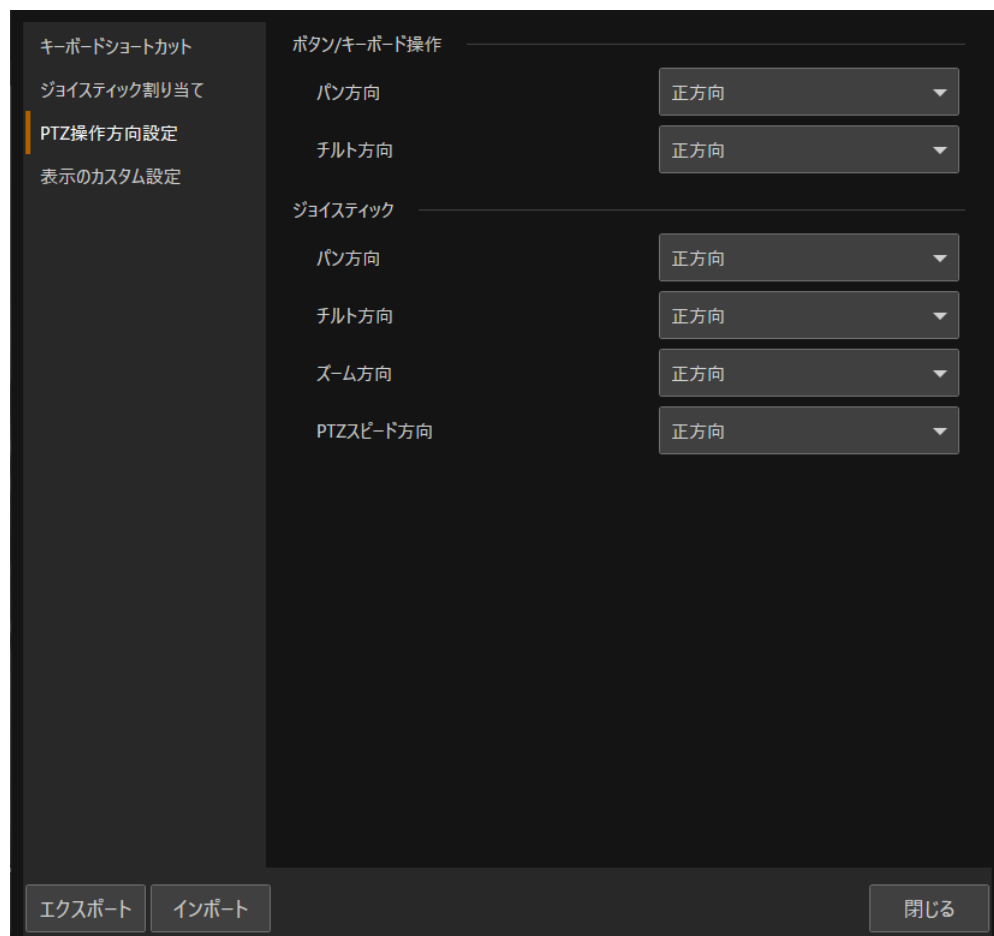 キーボードショートカット
ジョイスティック割り当て
PTZ操作方向設定
表示のカスタム設定
ボタン/キーボード操作
パン方向 正方向
チルト方向 正方向
ジョイスティック
パン方向 正方向
チルト方向 正方向
ズーム方向 正方向
PTZスピード方向 正方向
エクスポート インポート 閉じる